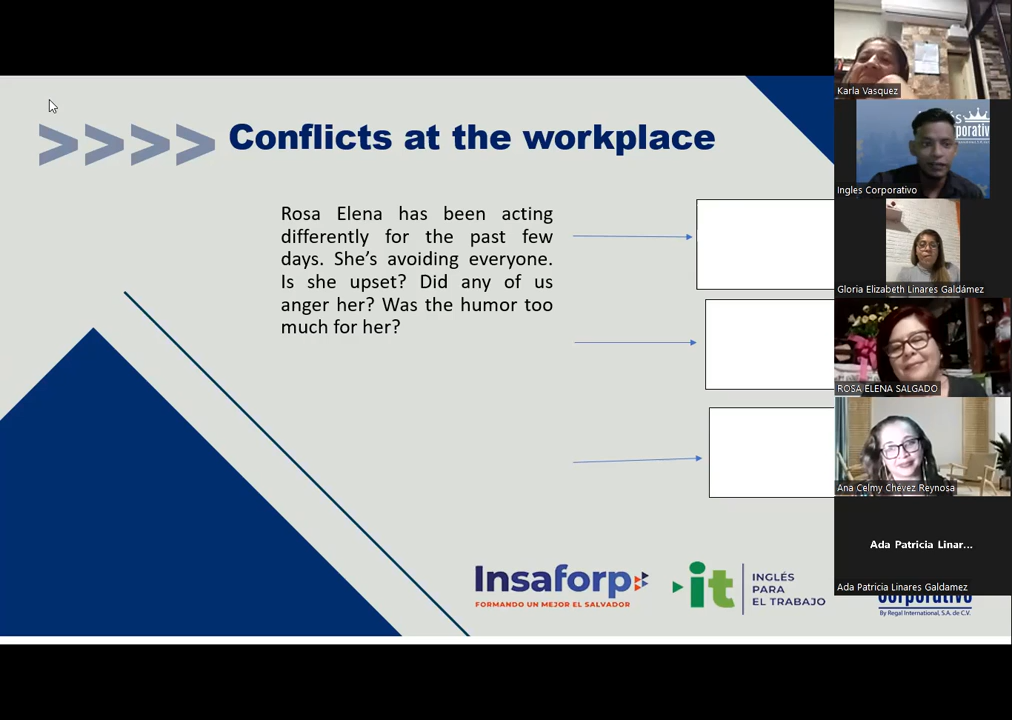 >>>> Conflicts at the workplace
Rosa Elena has been acting
differently for the past few
days. She's avoiding everyone.
Is she upset? Did any of us
anger her? Was the humor too
much for her?
Insaforp
FORMANDO UN MEJOR EL SALVADOR
it
INGLÉS
PARA
EL TRABAJO
Corporativo
By Regal International, S.A. de C.V.
Karla Vasquez
Ingles Corporativo
Gloria Elizabeth Linares Galdámez
ROSA ELENA SALGADO
Ana Celmy Chévez Reynosa
Ada Patricia Linar...
Ada Patricia Linares Galdamez